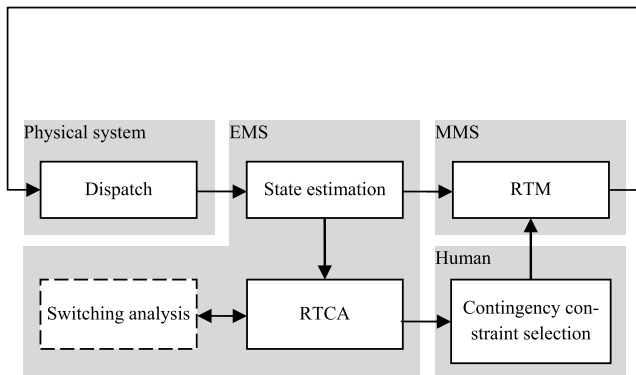 Physical system
EMS
MMS
Dispatch
State estimation
RTM
Human
Switching analysis
RTCA
Contingency con-
straint selection